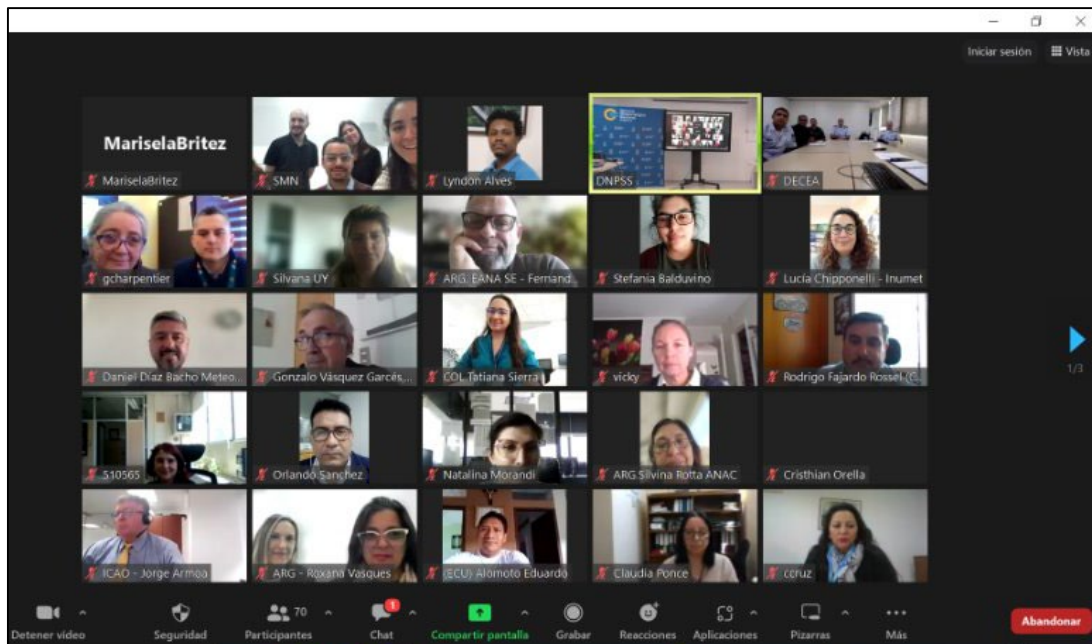 Iniciar sesión Vista
MariselaBritez
MariselaBritez
SMN
Lyndon Alves
DNPSS
DECEA
gcharpentier
Silvana UY
ARG. EANA SE - Fernand...
Stefania Balduvino
Lucía Chipponelli - Inumet
Daniel Díaz Bacho Meteo...
Gonzalo Vásquez Garcés...
COL Tatiana Sierra
vicky
Rodrigo Fajardo Rossel (C...
1/3
510565
Orlando Sanchez
Natalina Morandi
ARG Silvina Rotta ANAC
Cristhian Orella
ICAO - Jorge Armoa
ARG - Roxana Vasques
(ECU) Alomoto Eduardo
Claudia Ponce
ccruz
70
1
Detener video
Seguridad
Participantes
Chat
Compartir pantalla
Grabar
Reacciones
Aplicaciones
Pizarras
Más
Abandonar